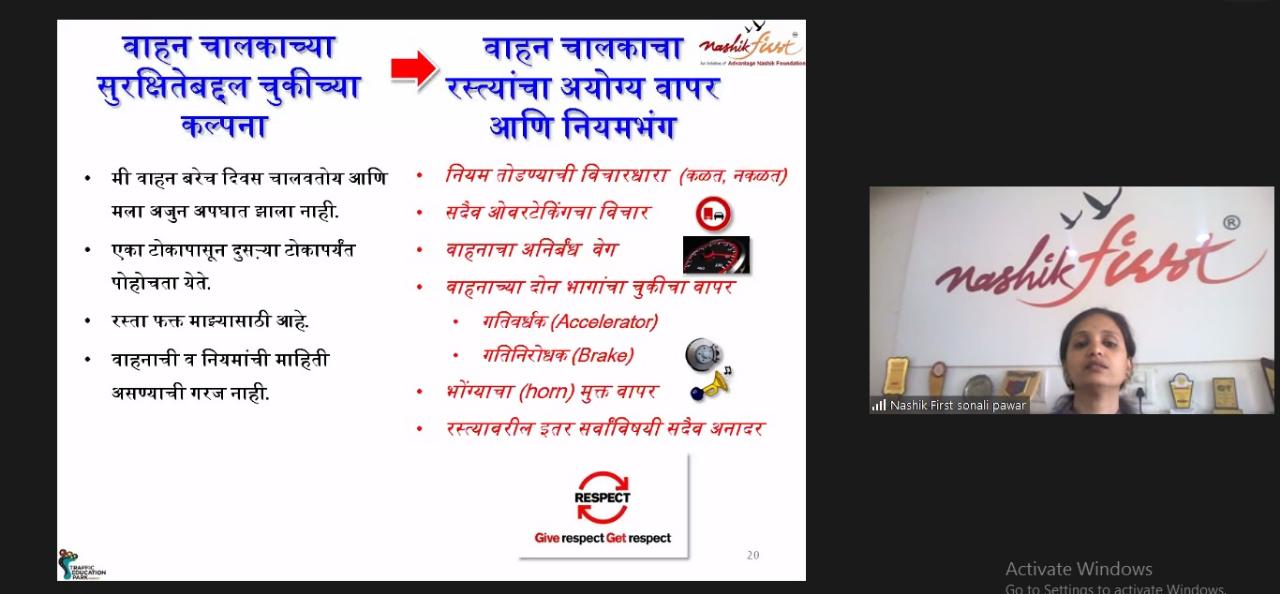 वाहन चालकाच्या
सुरक्षितेबद्दल चुकीच्या
कल्पना
• मी वाहन बरेच दिवस चालवतोय आणि
मला अजुन अपघात झाला नाही.
• एका टोकापासून दुसऱ्या टोकापर्यंत
पोहोचता येते.
• रस्ता फक्त माझ्यासाठी आहे.
• वाहनाची व नियमांची माहिती
असण्याची गरज नाही.
वाहन चालकाचा
रस्त्यांचा अयोग्य वापर
आणि नियमभंग
nashik first
An Initiative of Advantage Nashik Foundation
• नियम तोडण्याची विचारधारा (कळत, नकळत)
• सदैव ओवरटेकिंगचा विचार
• वाहनाचा अनिर्बंध वेग
• वाहनाच्या दोन भागांचा चुकीचा वापर
• गतिवर्धक (Accelerator)
• गतिनिरोधक (Brake)
• भोंग्याचा (horn) मुक्त वापर
• रस्त्यावरील इतर सर्वांविषयी सदैव अनादर
RESPECT
Give respect Get respect
20
TRAFFIC
EDUCATION
PARK
nashik first ®
Nashik First sonali pawar
Activate Windows
Go to Settings to activate Windows.